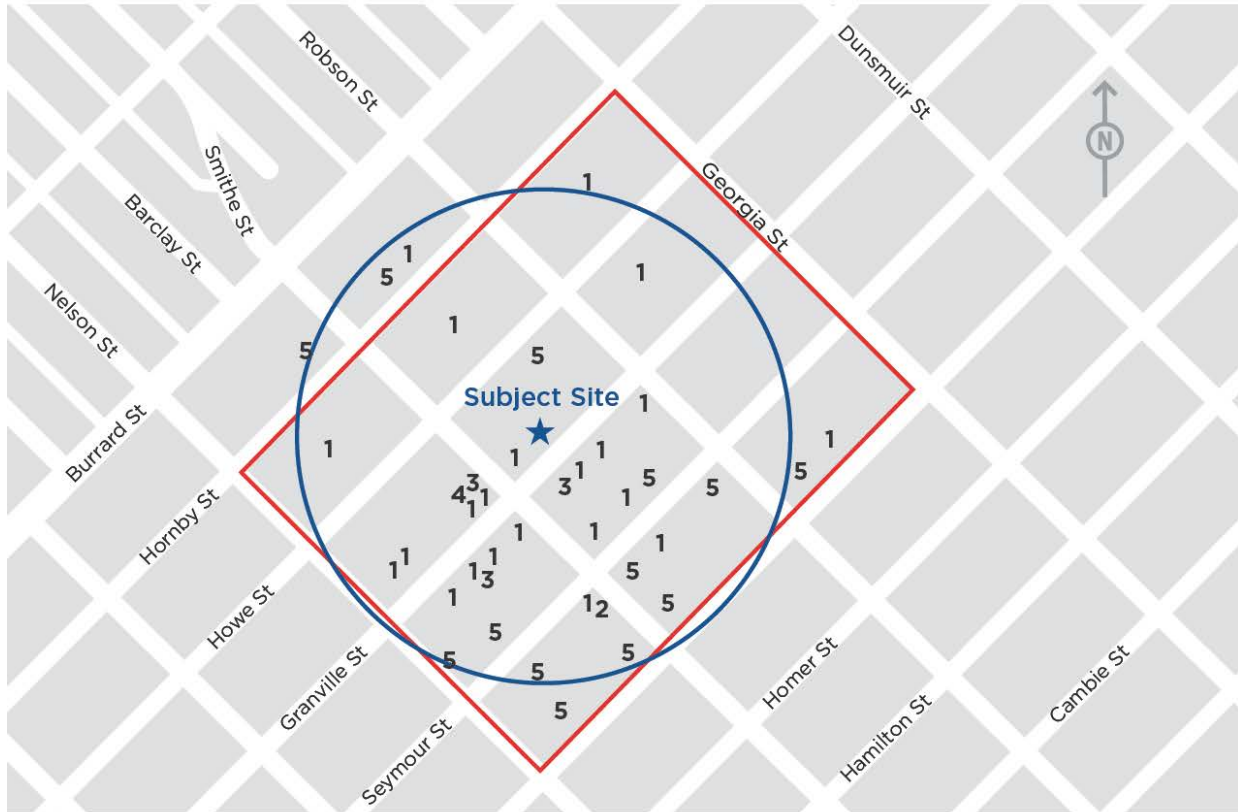 Robson St
Dunsmuir St
N
Smithe St
Georgia St
1
Barclay St
1
5
1
Nelson St
1
5
5
Subject Site
1
Burrard St
1
1
1
1
1
5
3
4
1
3
5
5
1
1
Hornby St
1
1
1
1
1
1
1
3
5
1
Howe St
1
2
5
5
5
5
5
Granville St
5
Homer St
Seymour St
Hamilton St
Cambie St